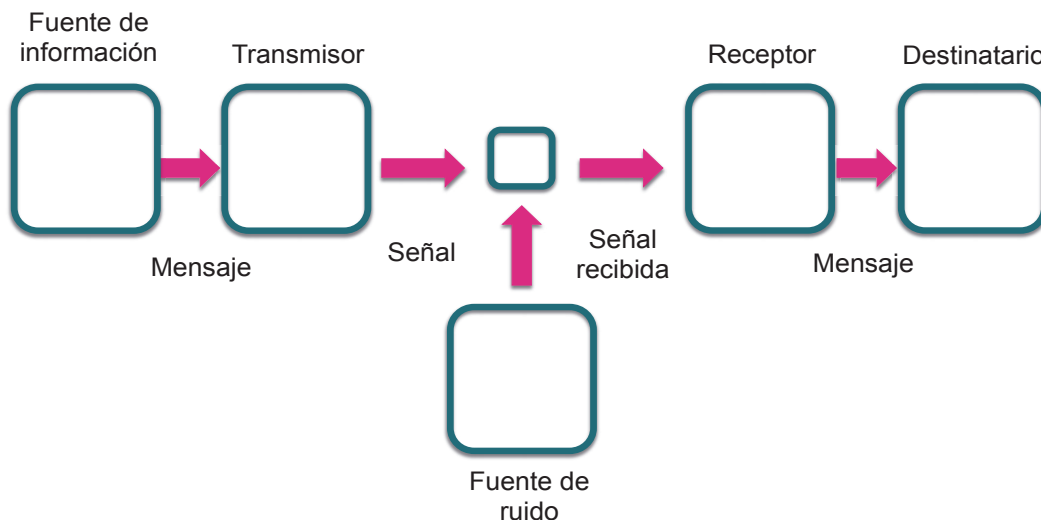 Fuente de
información
Transmisor
Receptor
Destinatario
Mensaje
Señal
Señal
recibida
Mensaje
Fuente de
ruido